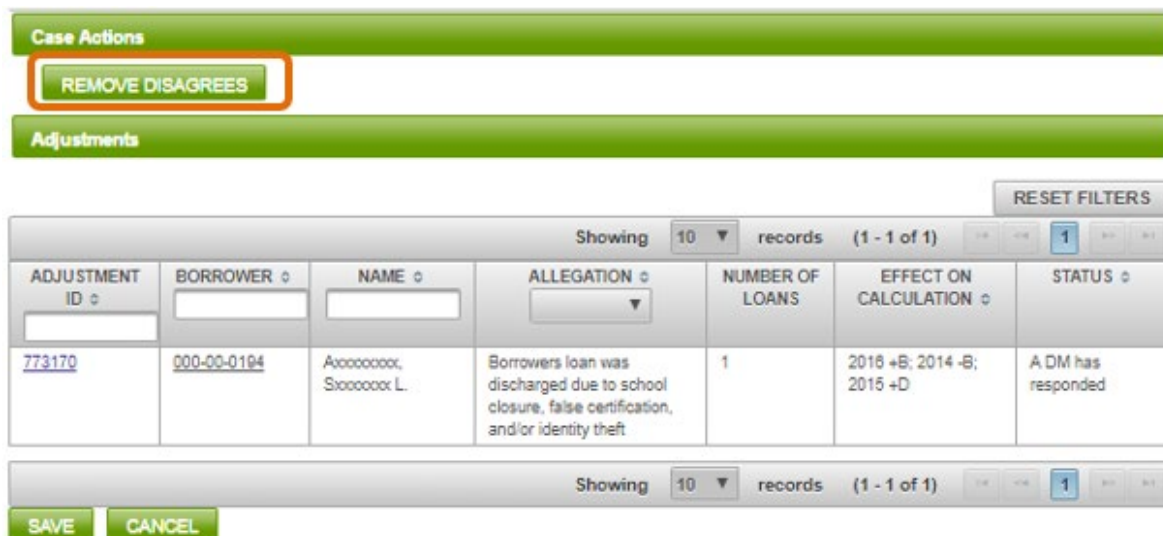 Case Actions
REMOVE DISAGREES
Adjustments
RESET FILTERS
Showing 10 records (1 - 1 of 1) 1
ADJUSTMENT ID BORROWER NAME ALLEGATION NUMBER OF LOANS EFFECT ON CALCULATION STATUS
773170 000-00-0194 Axxxxxxxxx, Sxxxxxxxx L. Borrowers loan was discharged due to school closure, false certification, and/or identity theft 1 2016 +B; 2014 -B; 2015 +D A DM has responded
Showing 10 records (1 - 1 of 1) 1
SAVE CANCEL